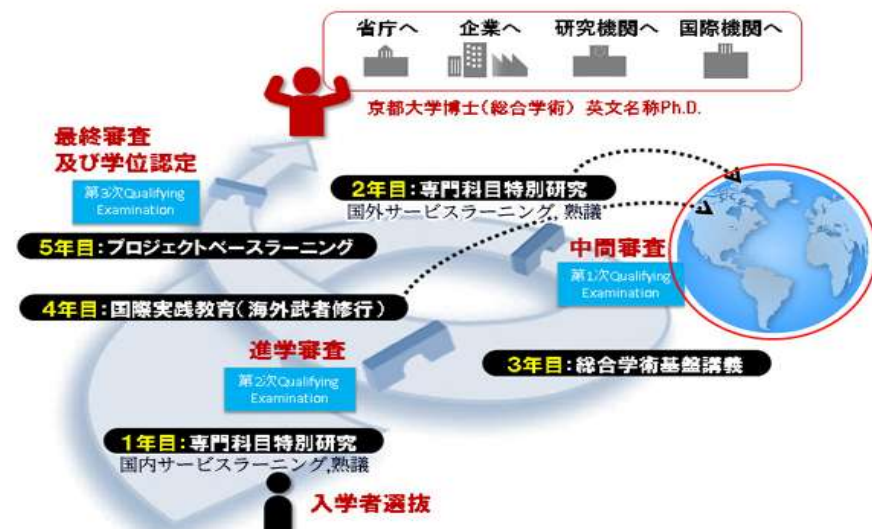 省庁へ 企業へ 研究機関へ 国際機関へ
京都大学博士(総合学術) 英文名称Ph.D.
最終審査
及び学位認定
第3次Qualifying
Examination
2年目:専門科目特別研究
国外サービスラーニング, 熟議
5年目:プロジェクトベースラーニング
中間審査
第1次Qualifying
Examination
4年目:国際実践教育(海外武者修行)
進学審査
第2次Qualifying
Examination
3年目:総合学術基盤講義
1年目:専門科目特別研究
国内サービスラーニング,熟議
入学者選抜